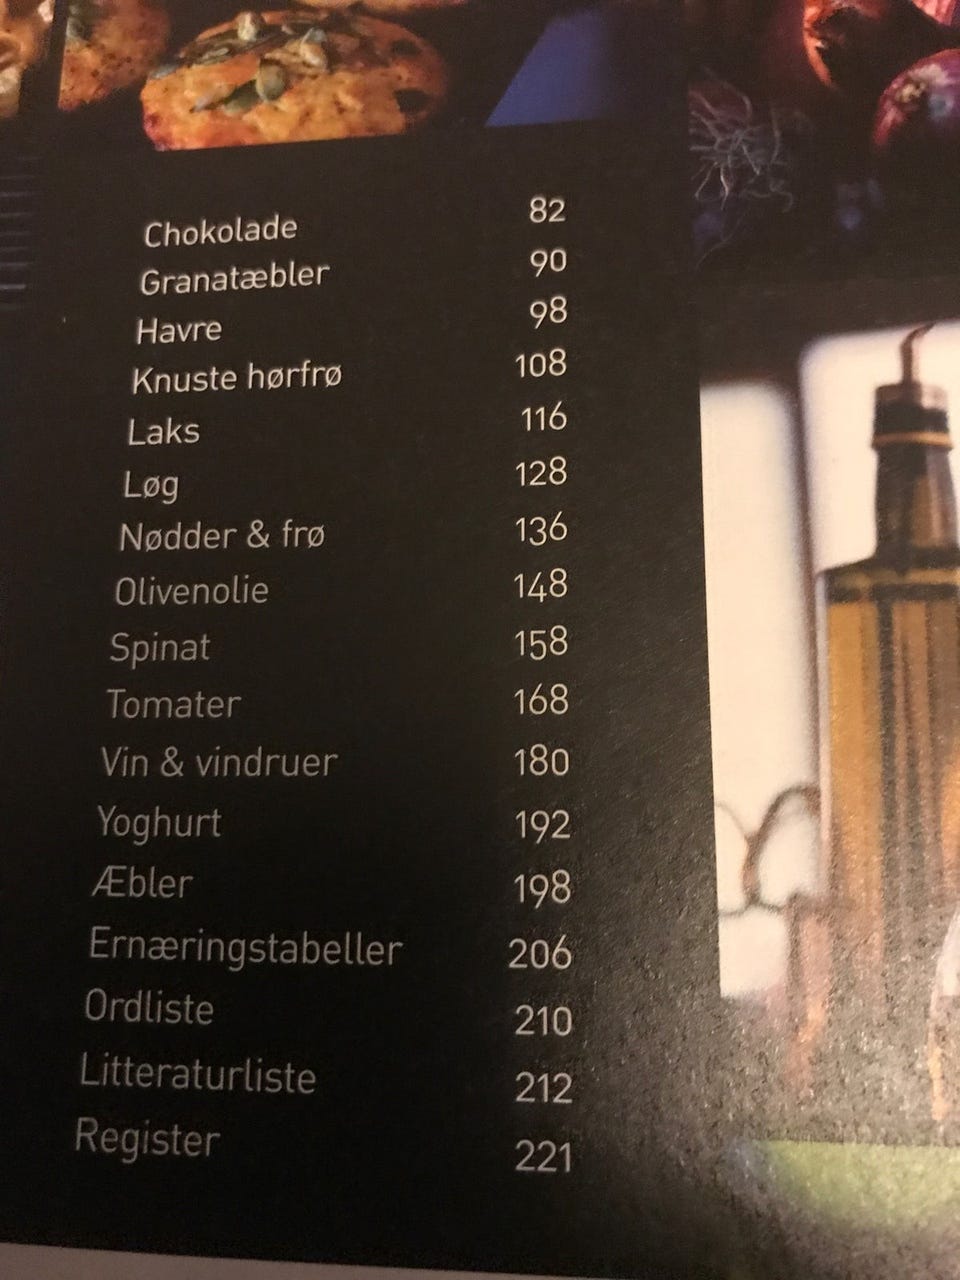 Chokolade 82
Granatæbler 90
Havre 98
Knuste hørfrø 108
Laks 116
Løg 128
Nødder & frø 136
Olivenolie 148
Spinat 158
Tomater 168
Vin & vindruer 180
Yoghurt 192
Æbler 198
Ernæringstabeller 206
Ordliste 210
Litteraturliste 212
Register 221